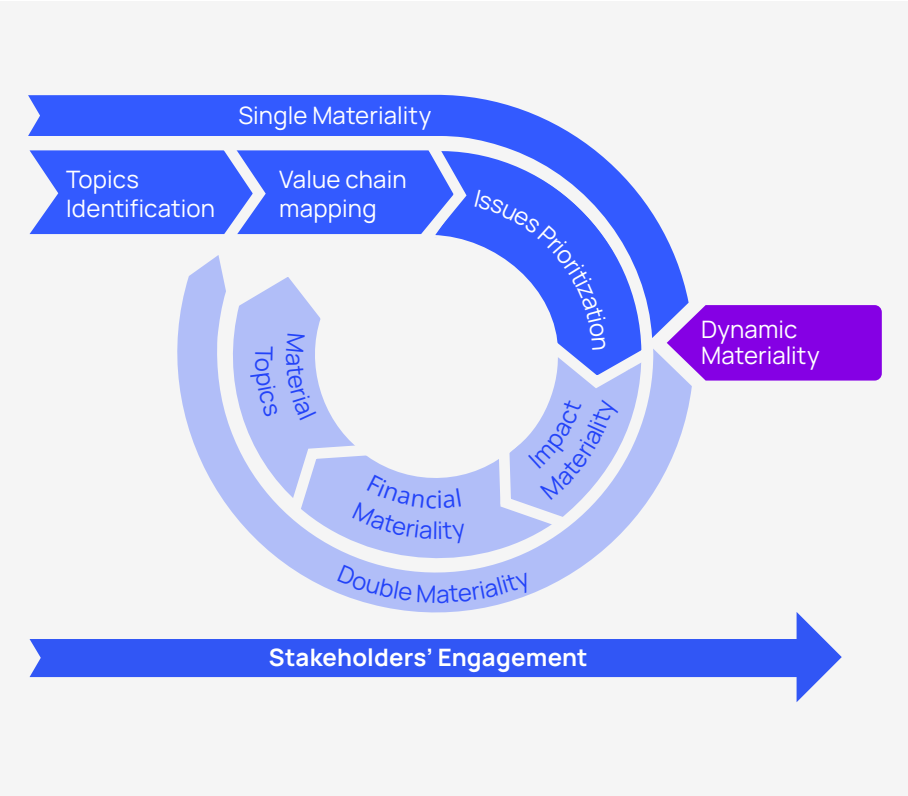 Single Materiality
Topics
Identification
Value chain
mapping
Issues Prioritization
Dynamic
Materiality
Impact
Materiality
Financial
Materiality
Material
Topics
Double Materiality
Stakeholders’ Engagement